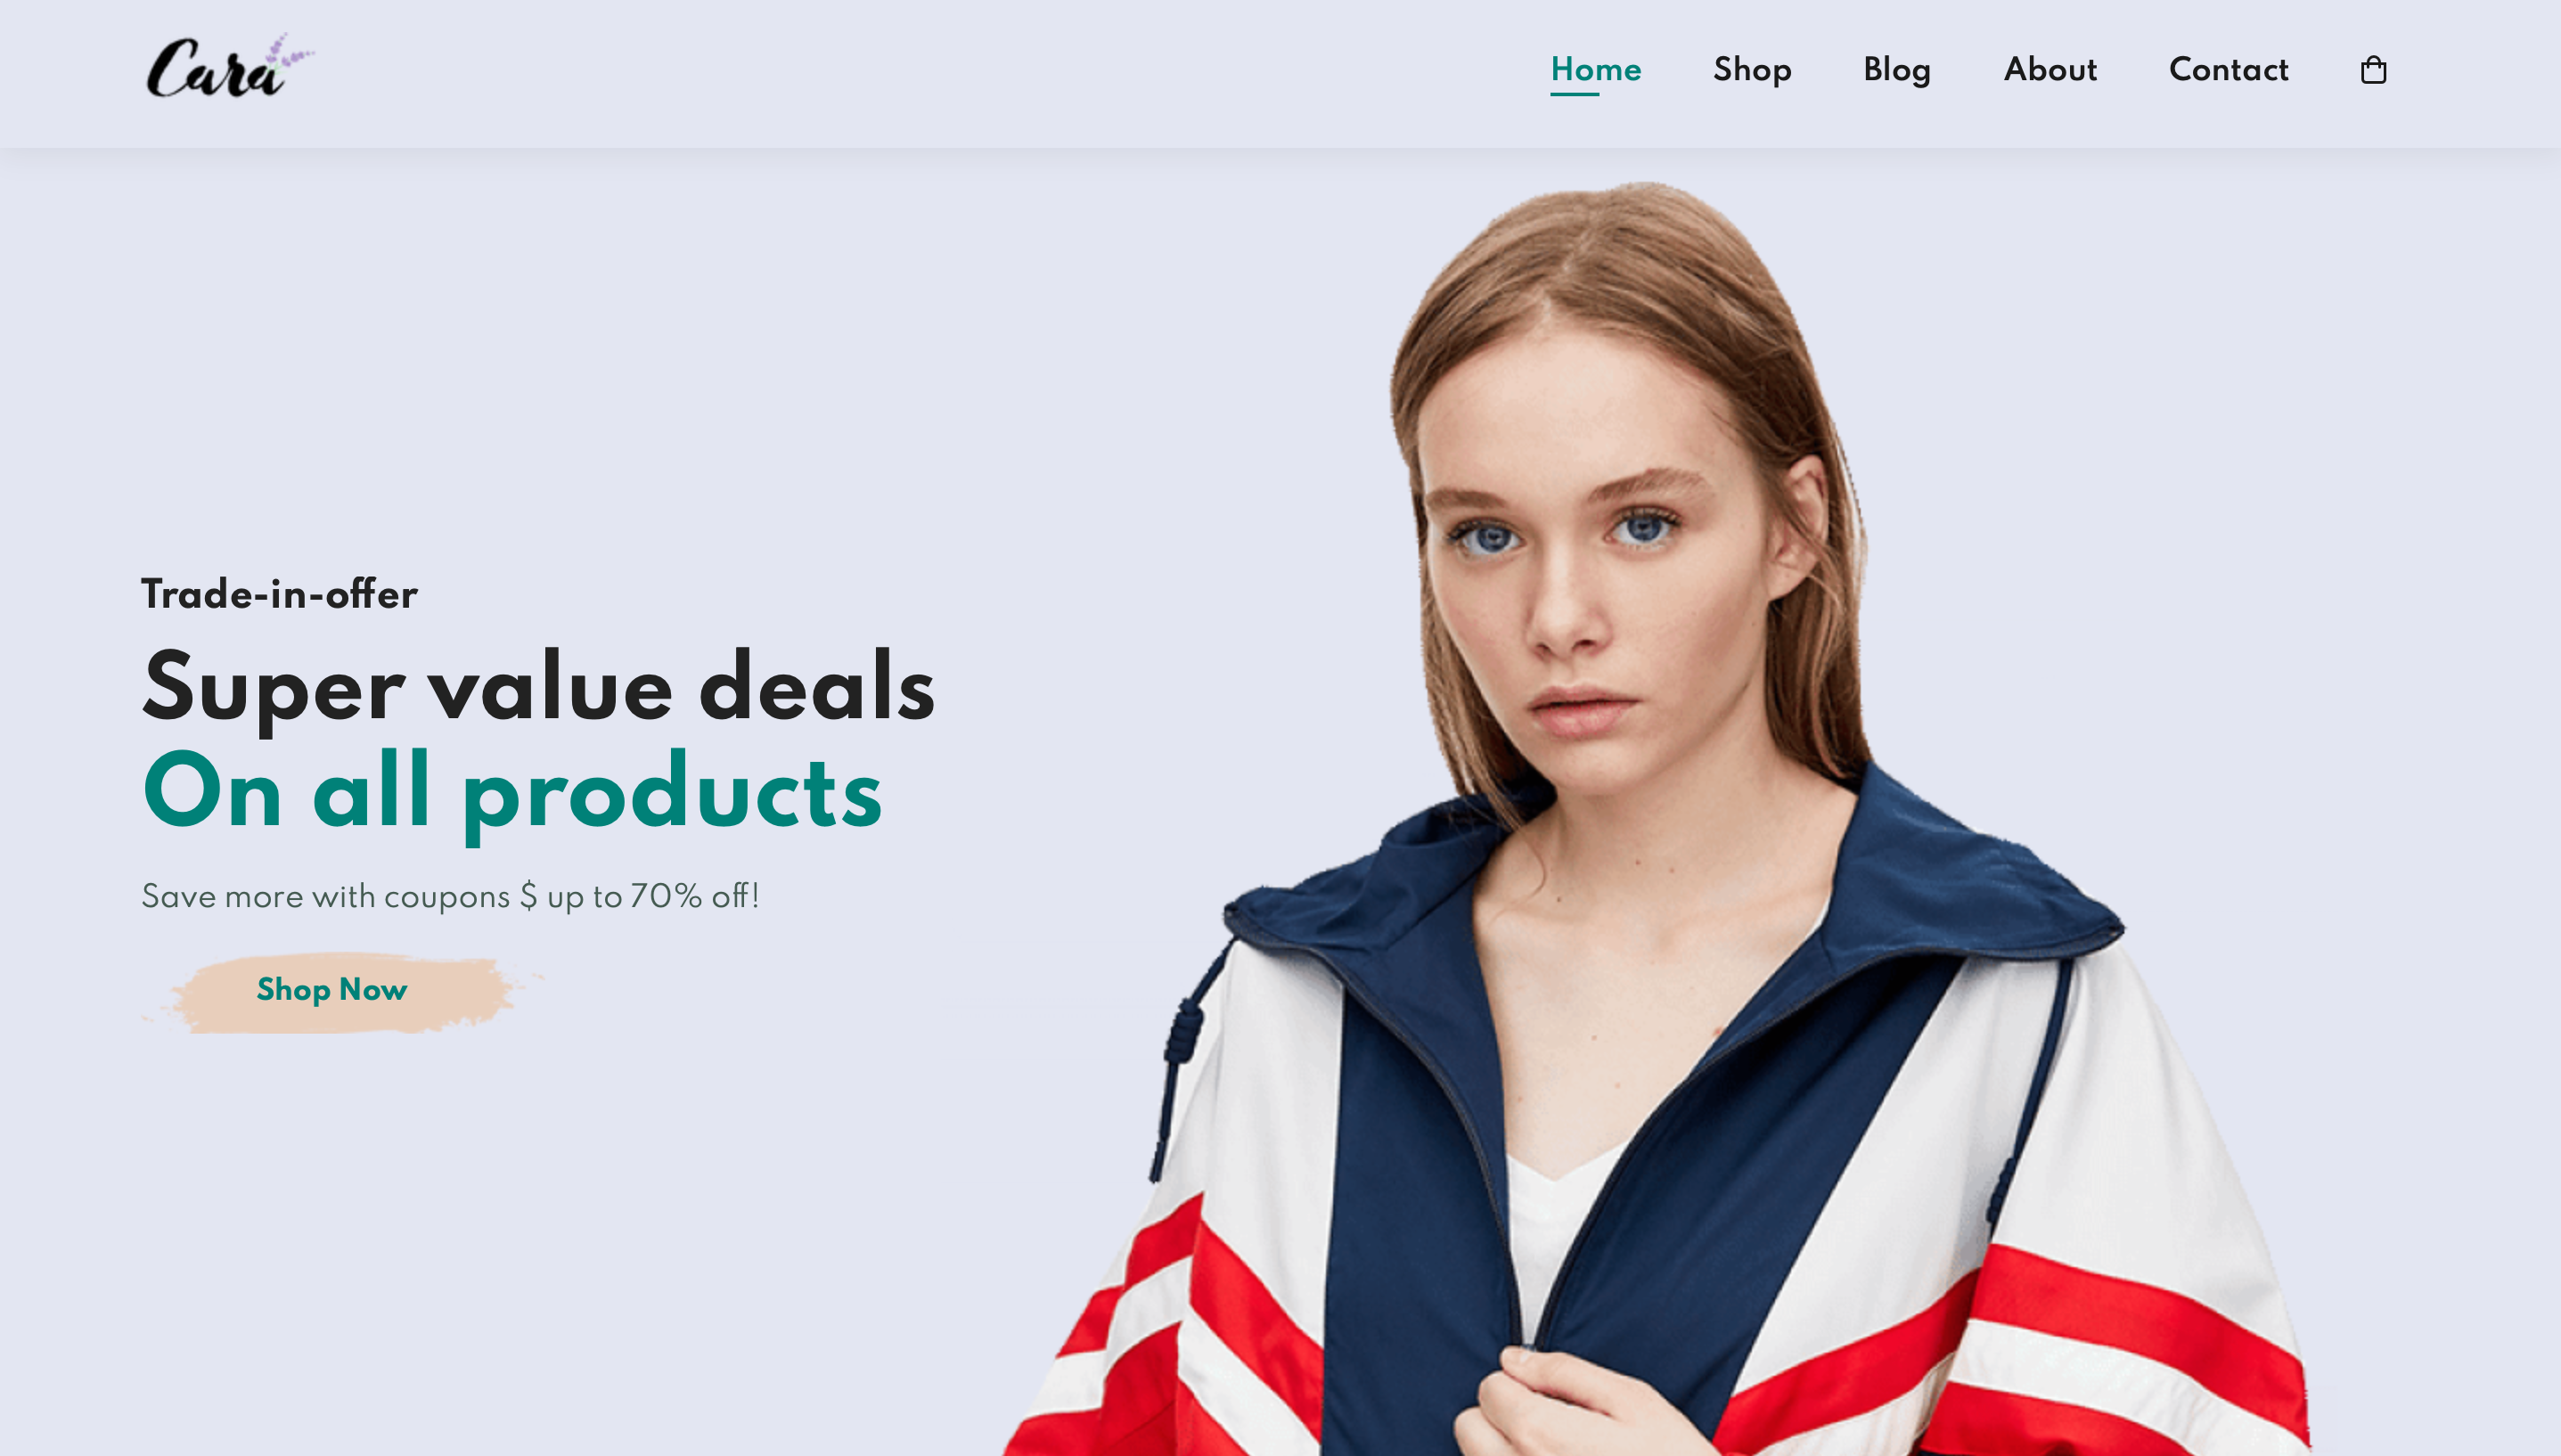 Cara
Home Shop Blog About Contact
Trade-in-offer
Super value deals
On all products
Save more with coupons $ up to 70% off!
Shop Now